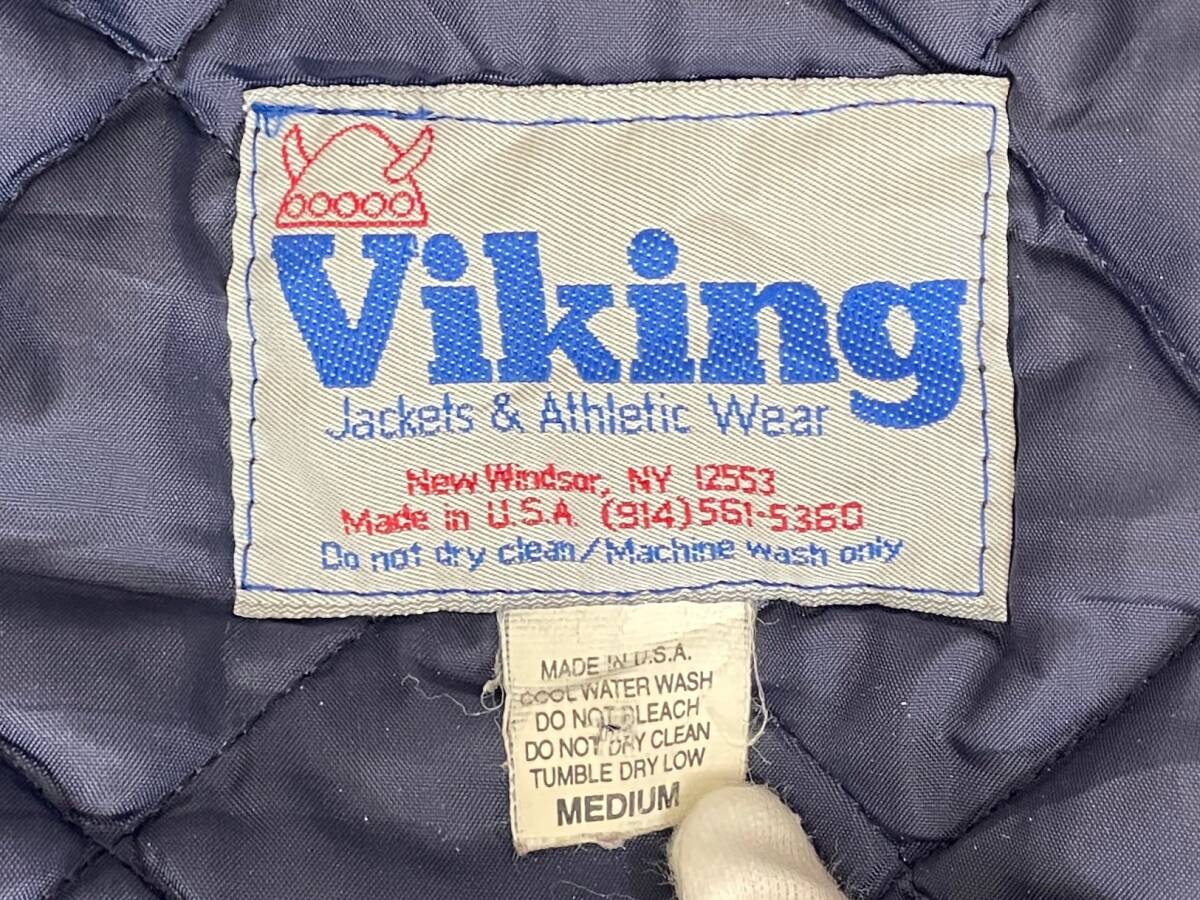 Viking
Jackets & Athletic Wear
New Windsor, NY 12553
Made in U.S.A. (914)561-5360
Do not dry clean/Machine wash only
MADE IN U.S.A.
COOL WATER WASH
DO NOT BLEACH
DO NOT DRY CLEAN
TUMBLE DRY LOW
MEDIUM